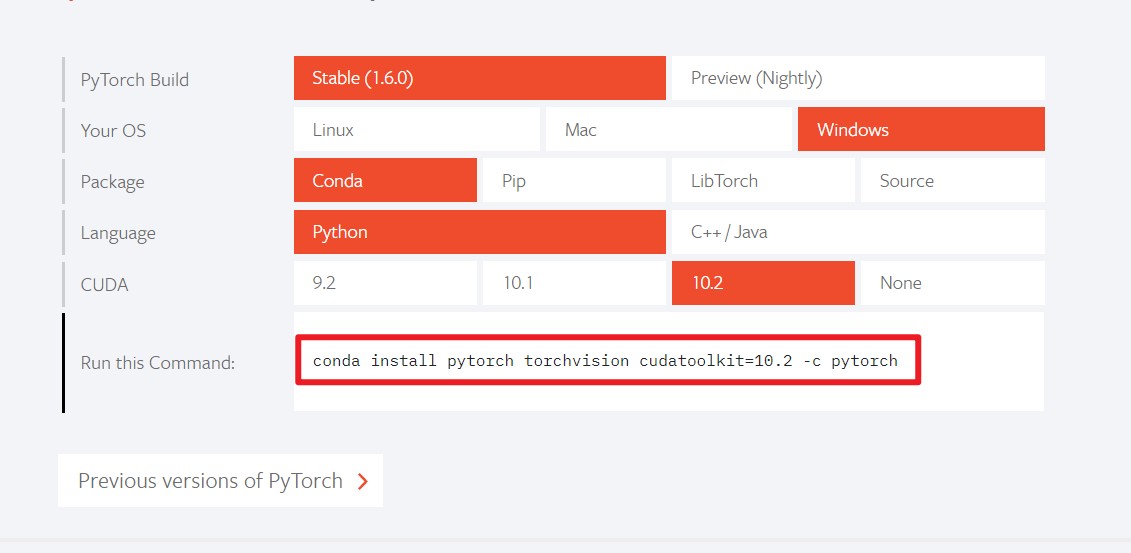 PyTorch Build Stable (1.6.0) Preview (Nightly)
Your OS Linux Mac Windows
Package Conda Pip LibTorch Source
Language Python C++ / Java
CUDA 9.2 10.1 10.2 None
Run this Command: conda install pytorch torchvision cudatoolkit=10.2 -c pytorch
Previous versions of PyTorch